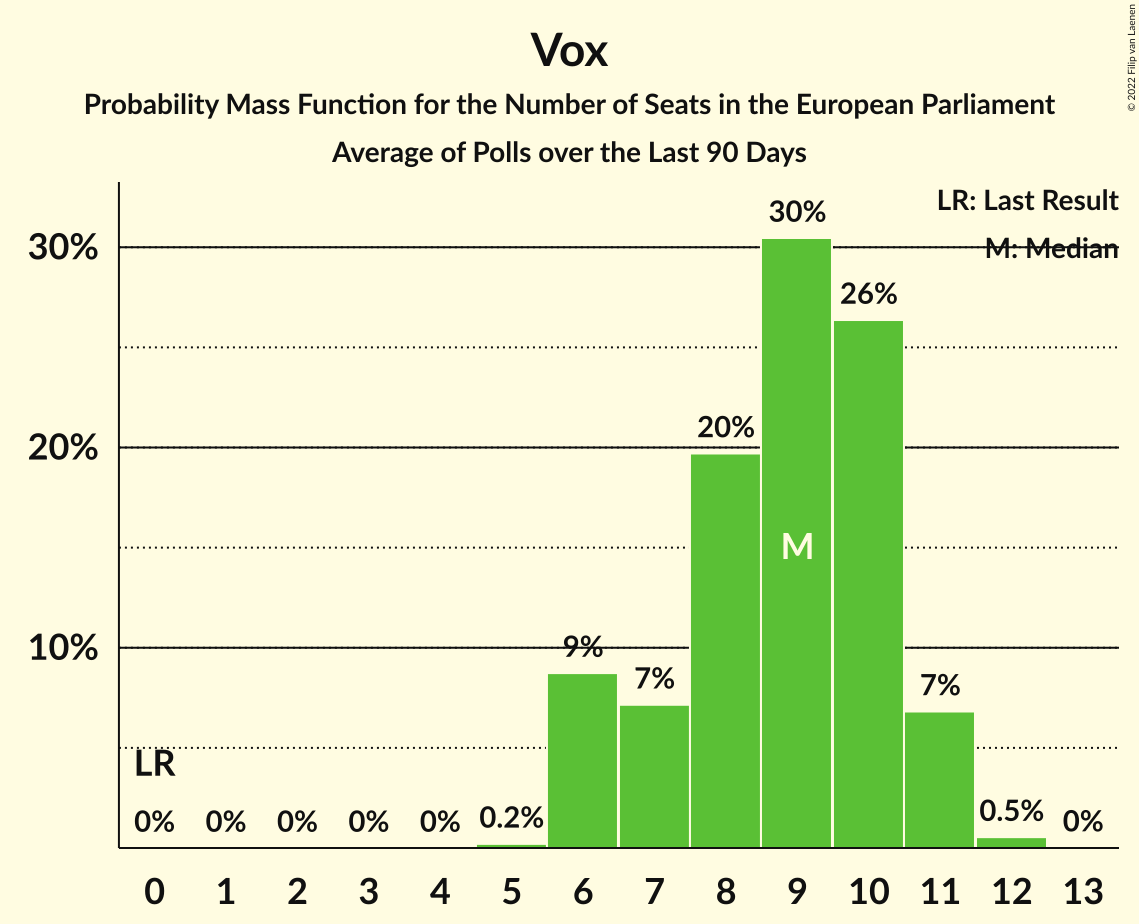 Vox
Probability Mass Function for the Number of Seats in the European Parliament
Average of Polls over the Last 90 Days
© 2022 Filip van Laenen
LR: Last Result
M: Median
30%
20%
10%
LR
0% 0% 0% 0% 0% 0.2% 9% 7% 20% 30% 26% 7% 0.5% 0%
M
0 1 2 3 4 5 6 7 8 9 10 11 12 13